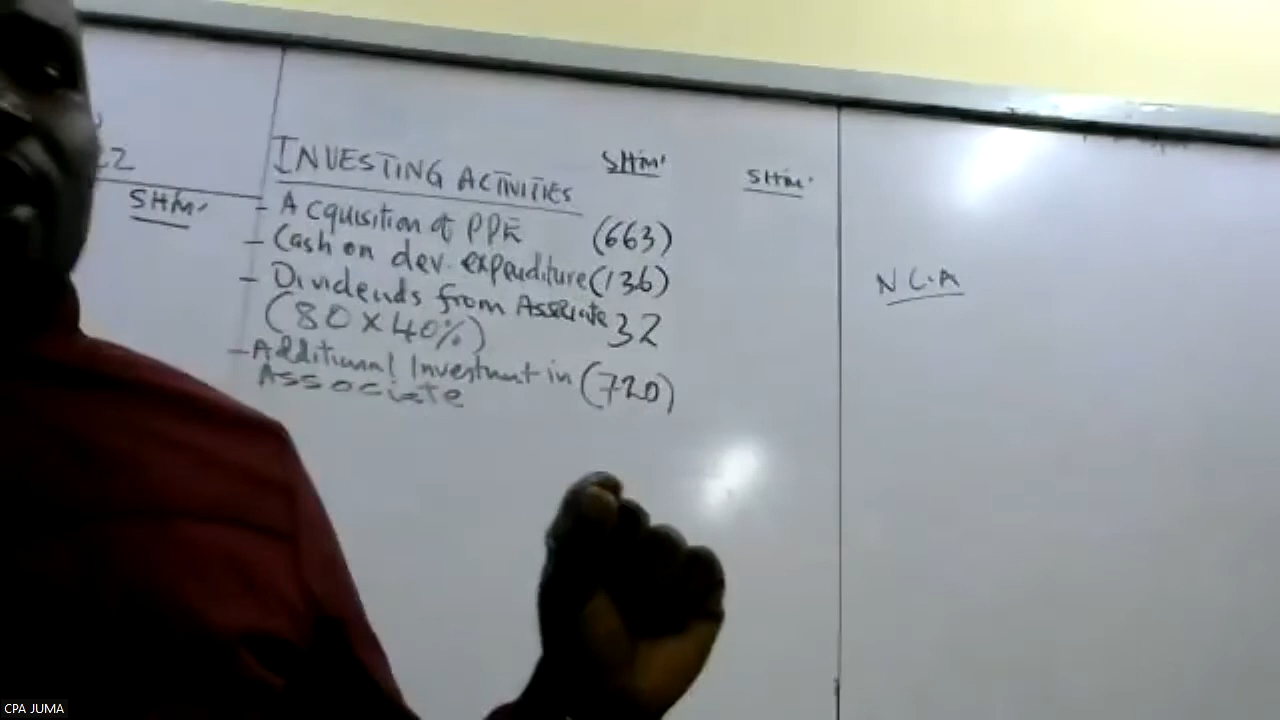 22
SHM'
INVESTING ACTIVITIES SHM' SHM'
- Acquisition of PPE (663)
- Cash on dev. expenditure (136)
- Dividends from Associate 32
(80 X 40%)
- Additional Investment in (720)
Associate
N.C.A
CPA JUMA